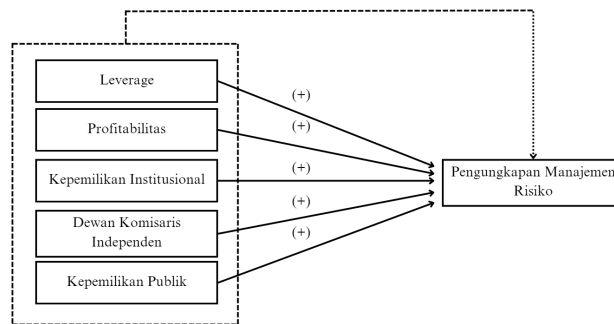 Leverage
(+)
Profitabilitas
(+)
Kepemilikan Institusional
(+)
Pengungkapan Manajemen
Risiko
Dewan Komisaris
Independen
(+)
Kepemilikan Publik
(+)